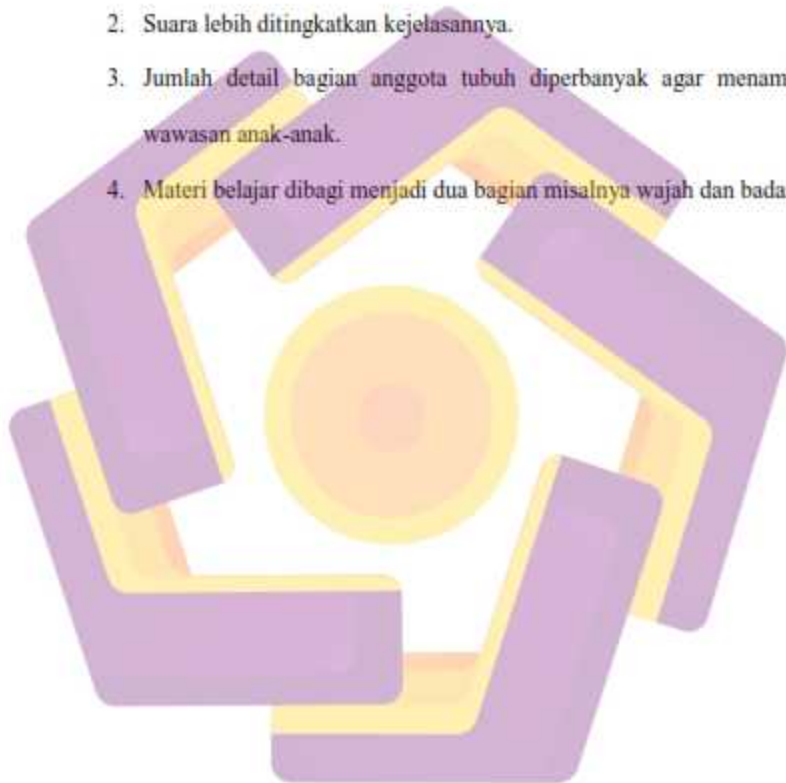 2. Suara lebih ditingkatkan kejelasannya.
3. Jumlah detail bagian anggota tubuh diperbanyak agar menam
wawasan anak-anak.
4. Materi belajar dibagi menjadi dua bagian misalnya wajah dan bada